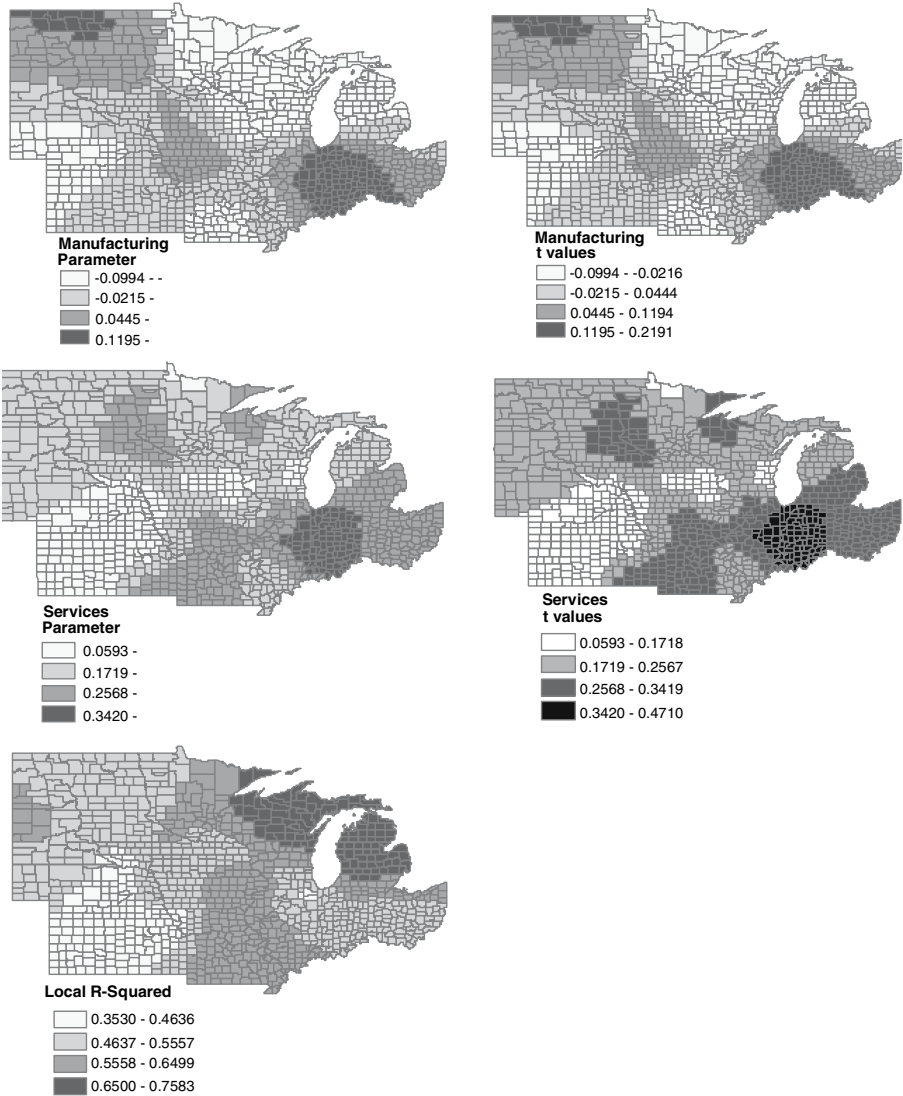 Manufacturing
Parameter
-0.0994 - -
-0.0215 -
0.0445 -
0.1195 -
Manufacturing
t values
-0.0994 - -0.0216
-0.0215 - 0.0444
0.0445 - 0.1194
0.1195 - 0.2191
Services
Parameter
0.0593 -
0.1719 -
0.2568 -
0.3420 -
Services
t values
0.0593 - 0.1718
0.1719 - 0.2567
0.2568 - 0.3419
0.3420 - 0.4710
Local R-Squared
0.3530 - 0.4636
0.4637 - 0.5557
0.5558 - 0.6499
0.6500 - 0.7583